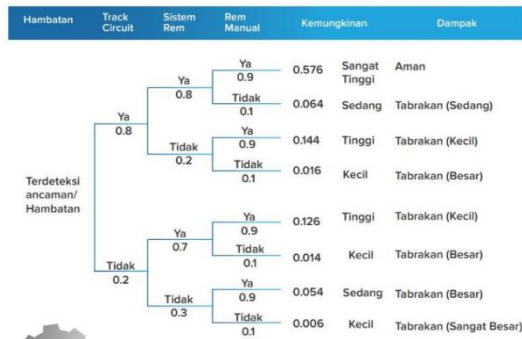 Hambatan Track Circuit Sistem Rem Rem Manual Kemungkinan Dampak
Ya 0.9 0.576 Sangat Tinggi Aman
Ya 0.8
Tidak 0.1 0.064 Sedang Tabrakan (Sedang)
Ya 0.8
Ya 0.9 0.144 Tinggi Tabrakan (Kecil)
Tidak 0.2
Tidak 0.1 0.016 Kecil Tabrakan (Besar)
Terdeteksi ancaman/ Hambatan
Ya 0.9 0.126 Tinggi Tabrakan (Kecil)
Ya 0.7
Tidak 0.1 0.014 Kecil Tabrakan (Besar)
Tidak 0.2
Ya 0.9 0.054 Sedang Tabrakan (Besar)
Tidak 0.3
Tidak 0.1 0.006 Kecil Tabrakan (Sangat Besar)